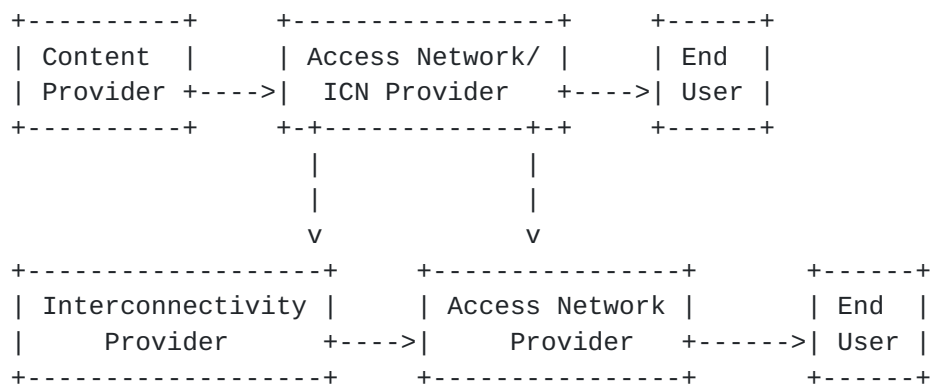 +----------+     +-----------------+     +------+
| Content  |     | Access Network/ |     | End  |
| Provider +---->|  ICN Provider   +---->| User |
+----------+     +-+-------------+-+     +------+
                   |             |
                   |             |
                   v             v
+-------------------+     +----------------+       +------+
| Interconnectivity |     | Access Network |       | End  |
|     Provider      +---->|    Provider   +------>| User |
+-------------------+     +----------------+       +------+